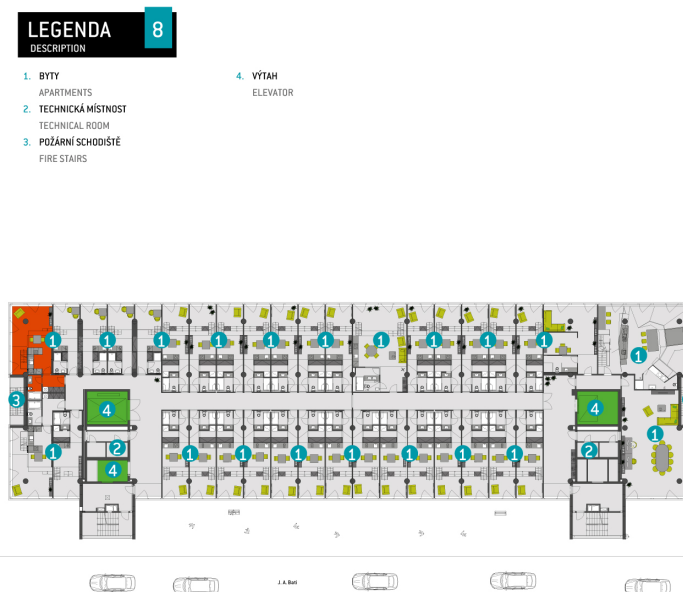 LEGENDA 8
DESCRIPTION
1. BYTY
APARTMENTS
2. TECHNICKÁ MÍSTNOST
TECHNICAL ROOM
3. POŽÁRNÍ SCHODIŠTĚ
FIRE STAIRS
4. VÝTAH
ELEVATOR
1 1 1 1 1 1 1 1 1 1 1
3 4 4
1 1 1 1 1 1 1 1 1
2 2
4
J. A. Bati